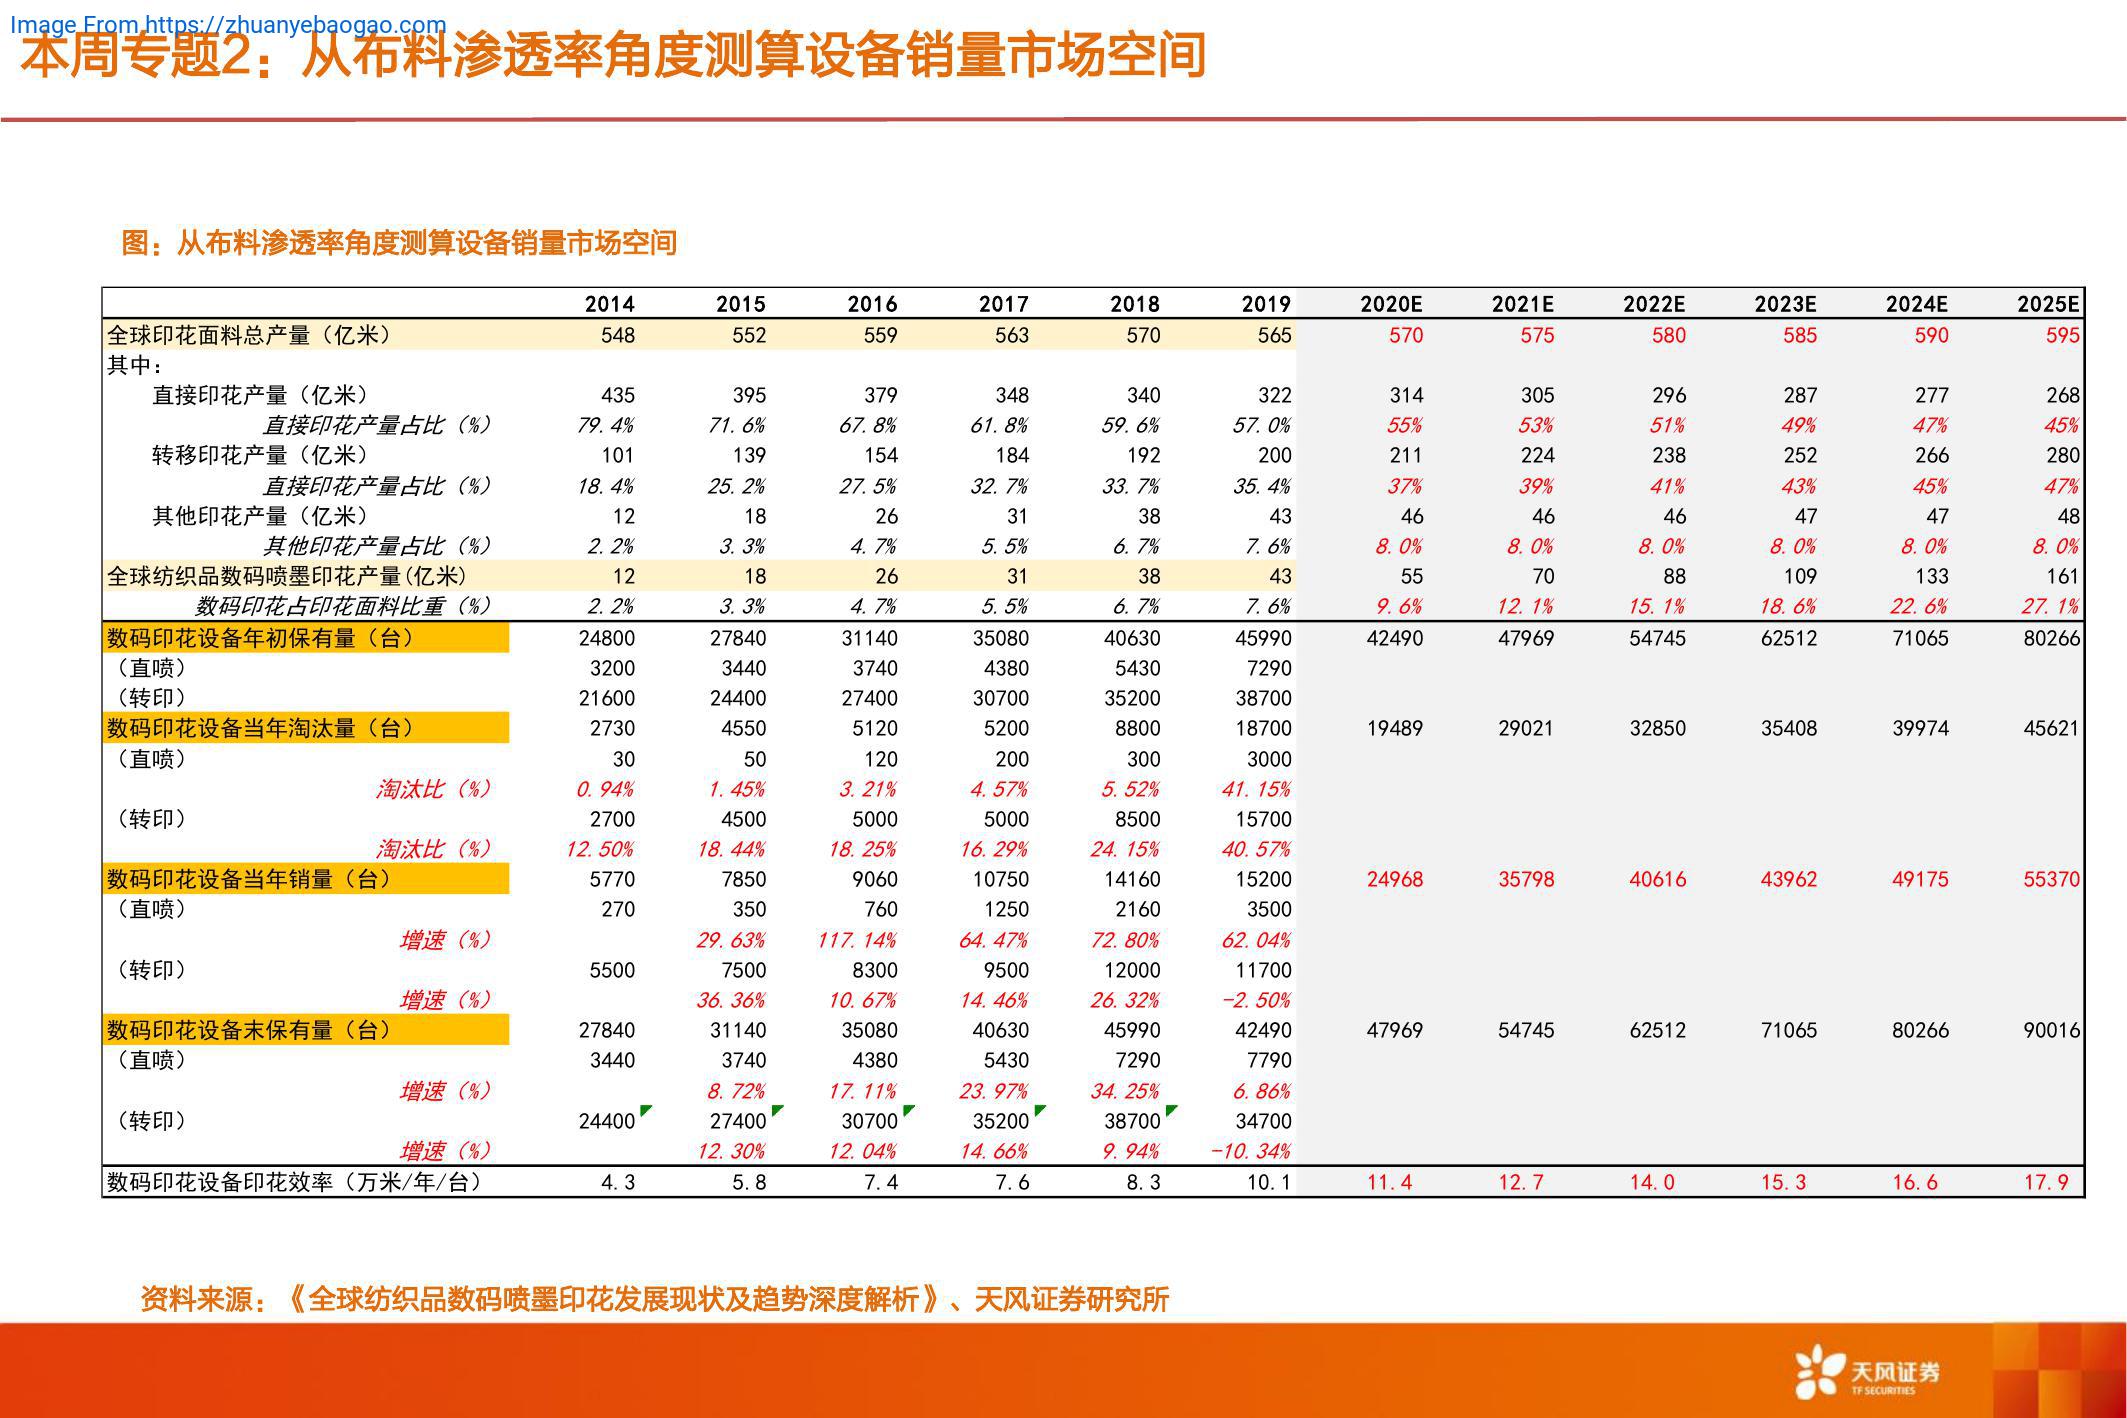 Image From https://zhuanyebaogao.com
本周专题2：从布料渗透率角度测算设备销量市场空间
图：从布料渗透率角度测算设备销量市场空间
2014 2015 2016 2017 2018 2019 2020E 2021E 2022E 2023E 2024E 2025E
全球印花面料总产量（亿米） 548 552 559 563 570 565 570 575 580 585 590 595
其中：
直接印花产量（亿米） 435 395 379 348 340 322 314 305 296 287 277 268
直接印花产量占比（%） 79.4% 71.6% 67.8% 61.8% 59.6% 57.0% 55% 53% 51% 49% 47% 45%
转移印花产量（亿米） 101 139 154 184 192 200 211 224 238 252 266 280
直接印花产量占比（%） 18.4% 25.2% 27.5% 32.7% 33.7% 35.4% 37% 39% 41% 43% 45% 47%
其他印花产量（亿米） 12 18 26 31 38 43 46 46 46 47 47 48
其他印花产量占比（%） 2.2% 3.3% 4.7% 5.5% 6.7% 7.6% 8.0% 8.0% 8.0% 8.0% 8.0% 8.0%
全球纺织品数码喷墨印花产量(亿米) 12 18 26 31 38 43 55 70 88 109 133 161
数码印花占印花面料比重（%） 2.2% 3.3% 4.7% 5.5% 6.7% 7.6% 9.6% 12.1% 15.1% 18.6% 22.6% 27.1%
数码印花设备年初保有量（台） 24800 27840 31140 35080 40630 45990 42490 47969 54745 62512 71065 80266
（直喷） 3200 3440 3740 4380 5430 7290
（转印） 21600 24400 27400 30700 35200 38700
数码印花设备当年淘汰量（台） 2730 4550 5120 5200 8800 18700 19489 29021 32850 35408 39974 45621
（直喷） 30 50 120 200 300 3000
淘汰比（%） 0.94% 1.45% 3.21% 4.57% 5.52% 41.15%
（转印） 2700 4500 5000 5000 8500 15700
淘汰比（%） 12.50% 18.44% 18.25% 16.29% 24.15% 40.57%
数码印花设备当年销量（台） 5770 7850 9060 10750 14160 15200 24968 35798 40616 43962 49175 55370
（直喷） 270 350 760 1250 2160 3500
增速（%） 29.63% 117.14% 64.47% 72.80% 62.04%
（转印） 5500 7500 8300 9500 12000 11700
增速（%） 36.36% 10.67% 14.46% 26.32% -2.50%
数码印花设备末保有量（台） 27840 31140 35080 40630 45990 42490 47969 54745 62512 71065 80266 90016
（直喷） 3440 3740 4380 5430 7290 7790
增速（%） 8.72% 17.11% 23.97% 34.25% 6.86%
（转印） 24400 27400 30700 35200 38700 34700
增速（%） 12.30% 12.04% 14.66% 9.94% -10.34%
数码印花设备印花效率（万米/年/台） 4.3 5.8 7.4 7.6 8.3 10.1 11.4 12.7 14.0 15.3 16.6 17.9
资料来源：《全球纺织品数码喷墨印花发展现状及趋势深度解析》、天风证券研究所
天风证券
TF SECURITIES